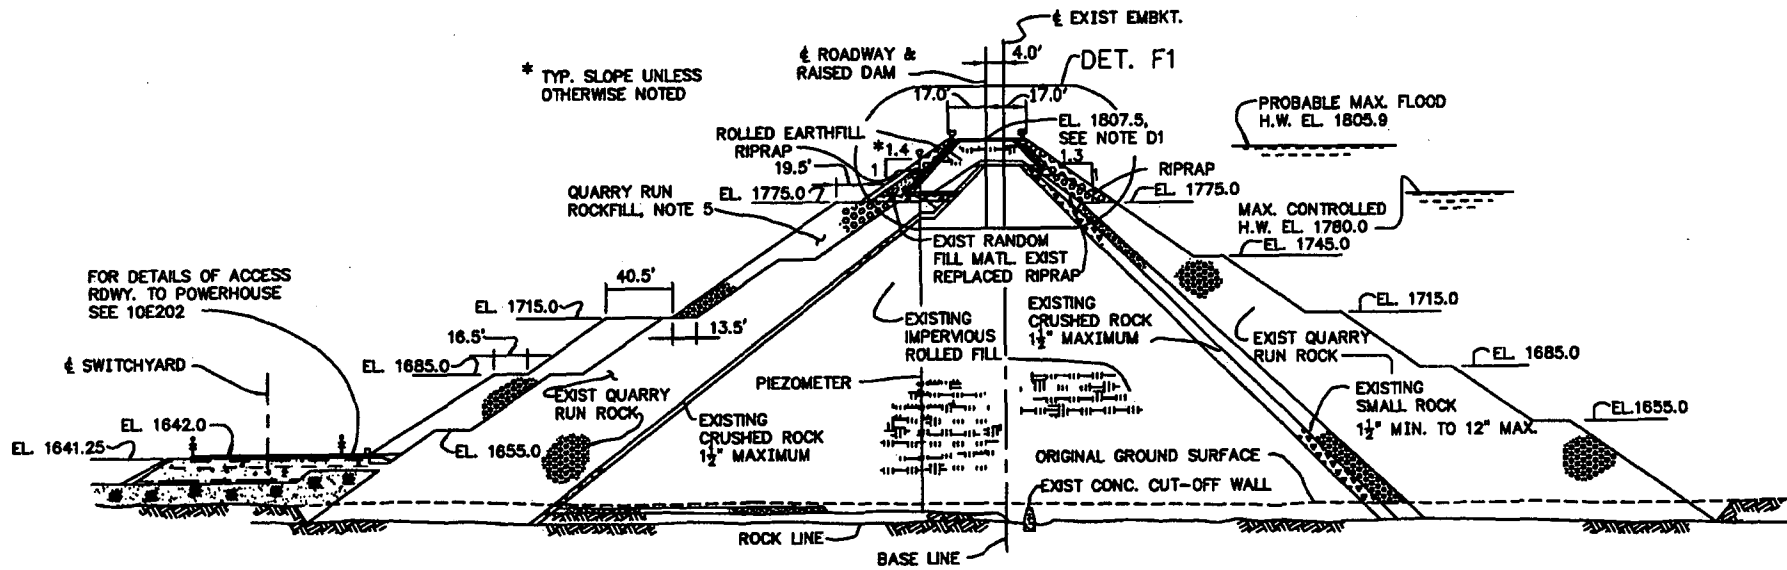 ℄ EXIST EMBKT.
℄ ROADWAY &
RAISED DAM
4.0'
DET. F1
* TYP. SLOPE UNLESS
OTHERWISE NOTED
17.0'
17.0'
PROBABLE MAX. FLOOD
H.W. EL. 1805.9
ROLLED EARTHFILL
RIPRAP
*1.4
1
19.5'
EL. 1807.5,
SEE NOTE D1
1.3
1
RIPRAP
EL. 1775.0
EL. 1775.0
QUARRY RUN
ROCKFILL, NOTE 5
MAX. CONTROLLED
H.W. EL. 1780.0
EL. 1745.0
EXIST RANDOM
FILL MATL. EXIST
REPLACED RIPRAP
FOR DETAILS OF ACCESS
RDWY. TO POWERHOUSE
SEE 10E202
40.5'
EL. 1715.0
13.5'
EXISTING
IMPERVIOUS
ROLLED FILL
EXISTING
CRUSHED ROCK
1½" MAXIMUM
EL. 1715.0
EXIST QUARRY
RUN ROCK
16.5'
EL. 1685.0
EL. 1685.0
℄ SWITCHYARD
PIEZOMETER
EXIST QUARRY
RUN ROCK
EXISTING
SMALL ROCK
1½" MIN. TO 12" MAX.
EL.1655.0
EL. 1642.0
EL. 1641.25
EL. 1655.0
EXISTING
CRUSHED ROCK
1½" MAXIMUM
ORIGINAL GROUND SURFACE
EXIST CONC. CUT-OFF WALL
ROCK LINE
BASE LINE